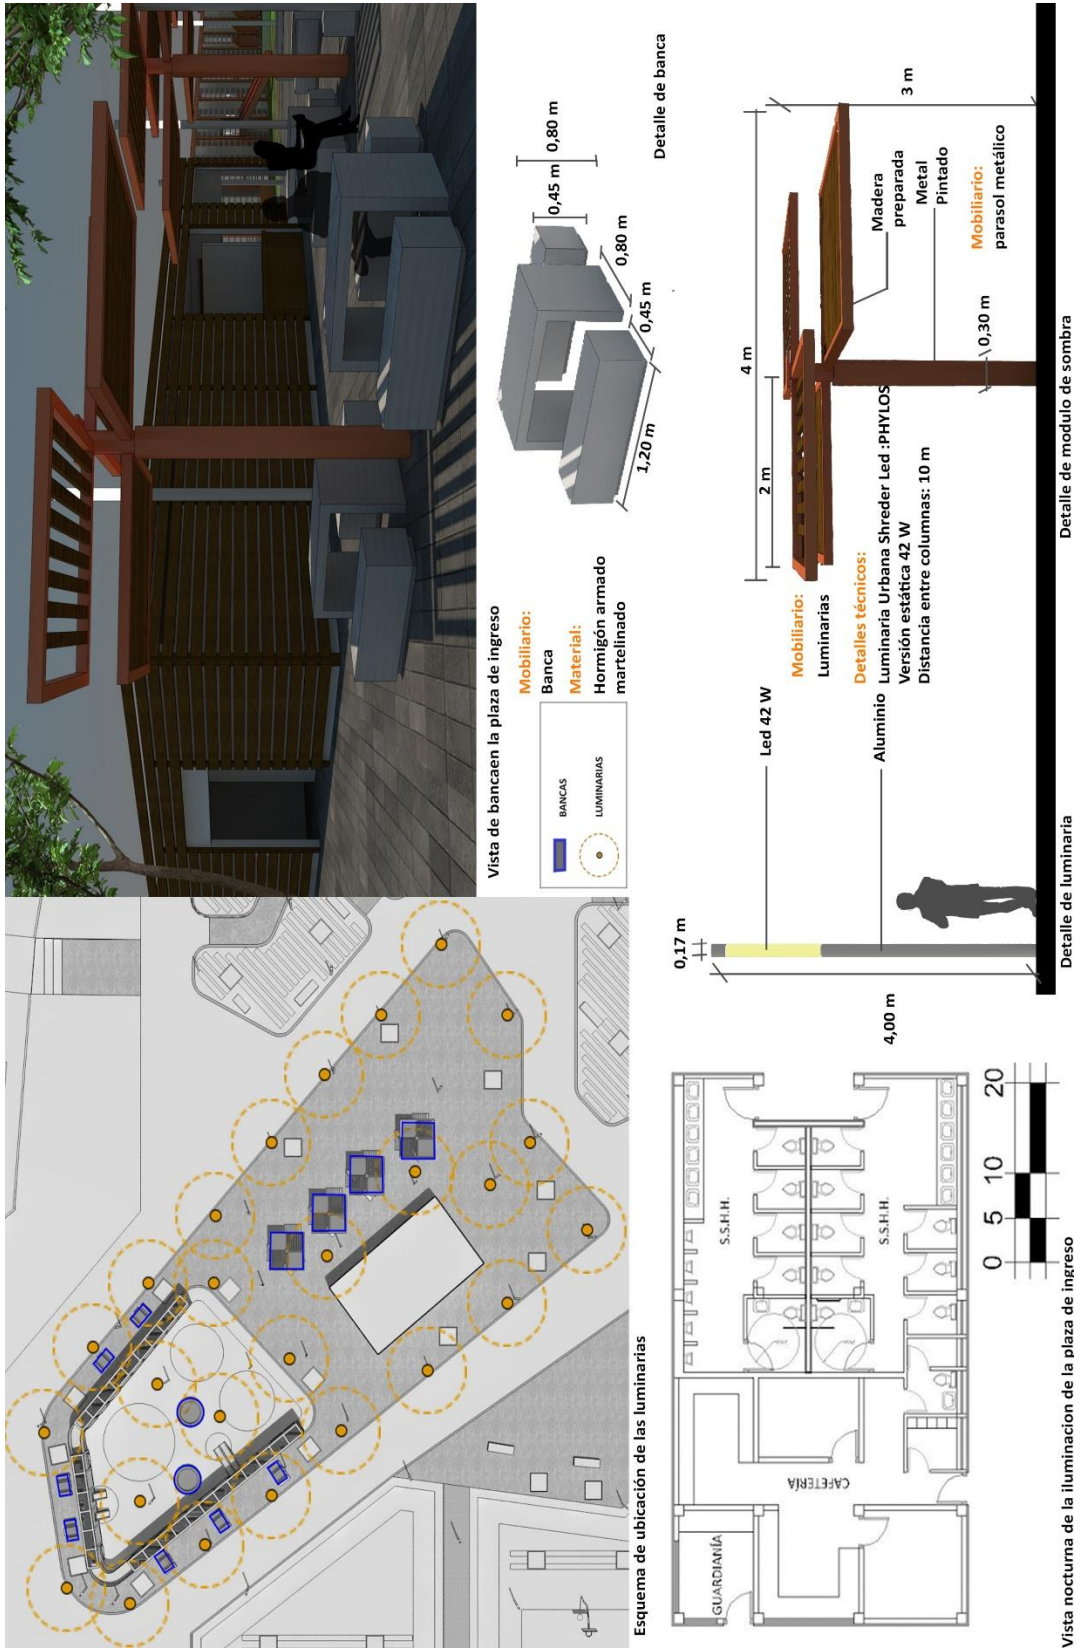 Esquema de ubicación de las luminarias
Vista de bancaen la plaza de ingreso
BANCAS
LUMINARIAS
Mobiliario:
Banca
Material:
Hormigón armado
martelinado
1,20 m
0,45 m
0,80 m
0,45 m
0,80 m
Detalle de banca
GUARDIANÍA
CAFETERÍA
S.S.H.H.
S.S.H.H.
0
5
10
20
Vista nocturna de la iluminacion de la plaza de ingreso
0,17 m
4,00 m
Led 42 W
Aluminio
Mobiliario:
Luminarias
Detalles técnicos:
Luminaria Urbana Shreder Led :PHYLOS
Versión estática 42 W
Distancia entre columnas: 10 m
Detalle de luminaria
4 m
2 m
3 m
0,30 m
Madera
preparada
Metal
Pintado
Mobiliario:
parasol metálico
Detalle de modulo de sombra